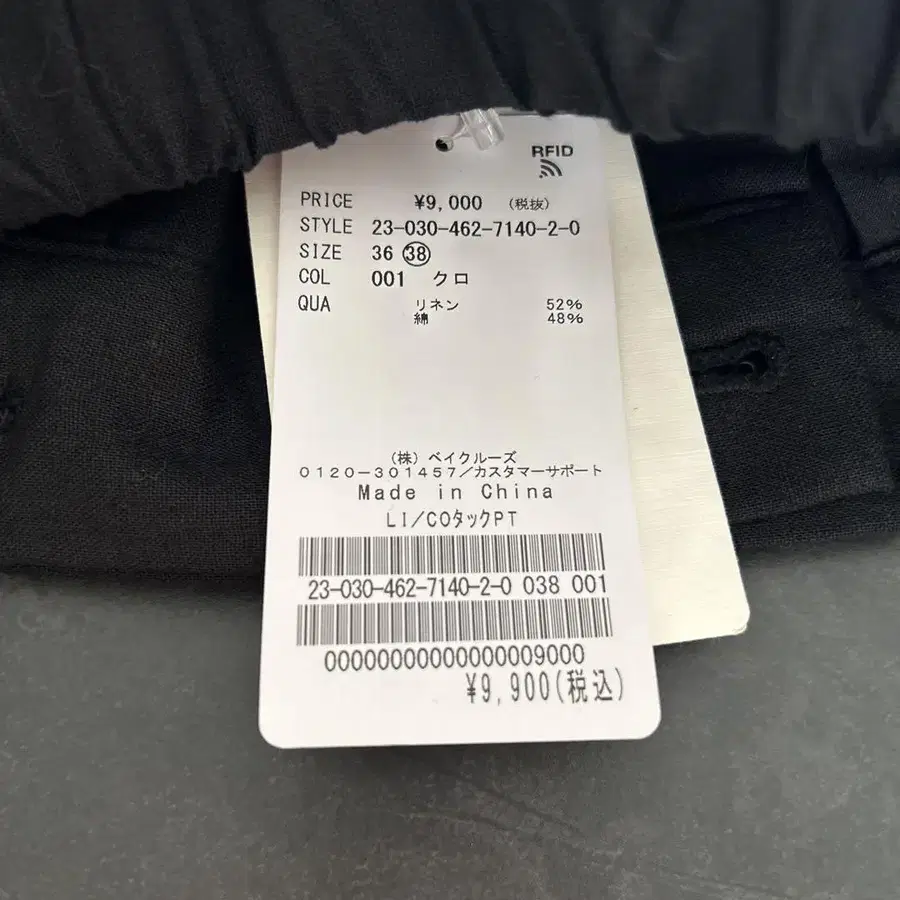 RFID
PRICE ¥9,000 (税抜)
STYLE 23-030-462-7140-2-0
SIZE 36 38
COL 001 クロ
QUA リネン 52%
綿 48%
(株) ベイクルーズ
0120-301457/カスタマーサポート
Made in China
LI/COタックPT
23-030-462-7140-2-0 038 001
00000000000000009000
¥9,900(税込)